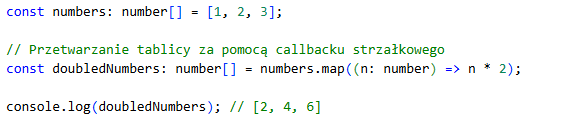 const numbers: number[] = [1, 2, 3];
// Przetwarzanie tablicy za pomocą callbacku strzałkowego
const doubledNumbers: number[] = numbers.map((n: number) => n * 2);
console.log(doubledNumbers); // [2, 4, 6]